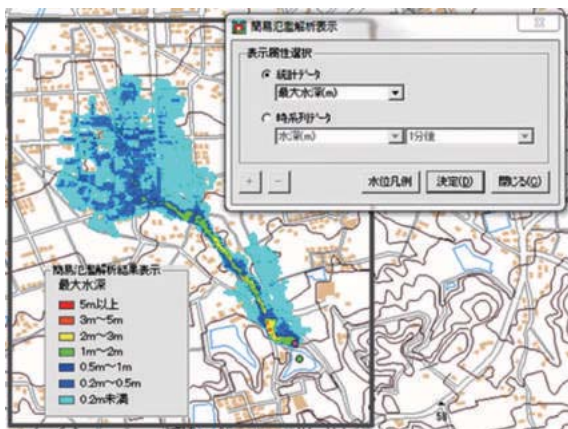 簡易氾濫解析表示
表示属性選択
統計データ
最大水深(m)
時系列データ
水深(m)
1分後
+
-
水位凡例
決定(D)
閉じる(C)
簡易氾濫解析結果表示
最大水深
5m以上
3m〜5m
2m〜3m
1m〜2m
0.5m〜1m
0.2m〜0.5m
0.2m未満